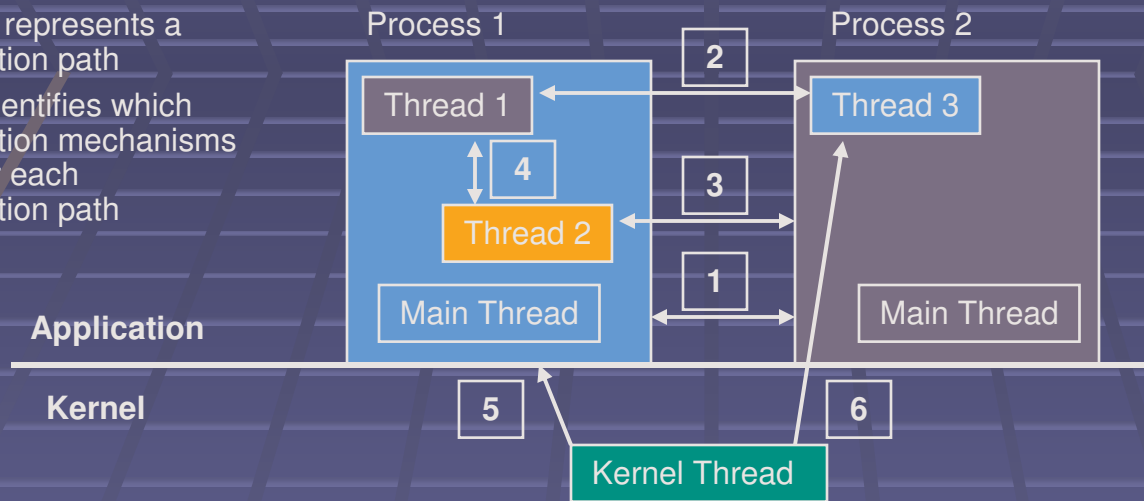 represents a
tion path
entifies which
tion mechanisms
each
tion path
Process 1
Process 2
2
Thread 1
Thread 3
4
3
Thread 2
1
Main Thread
Main Thread
Application
Kernel
5
6
Kernel Thread